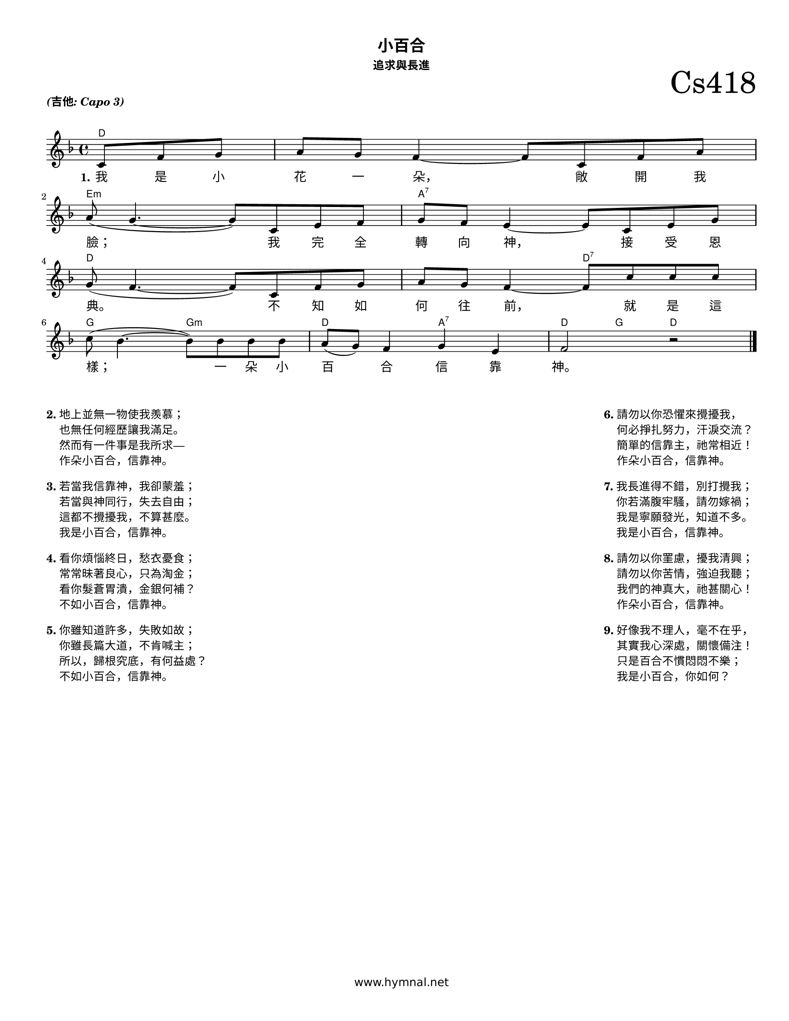 小百合
追求與長進
Cs418
(吉他: Capo 3)
D
1. 我 是 小 花 一 朵， 敞 開 我
2
Em A7
臉； 我 完 全 轉 向 神， 接 受 恩
4
D D7
典。 不 知 如 何 往 前， 就 是 這
6
G Gm D A7 D G D
樣； 一 朵 小 百 合 信 靠 神。
2. 地上並無一物使我羨慕；
也無任何經歷讓我滿足。
然而有一件事是我所求—
作朵小百合，信靠神。
3. 若當我信靠神，我卻蒙羞；
若當與神同行，失去自由；
這都不攪擾我，不算甚麼。
我是小百合，信靠神。
4. 看你煩惱終日，愁衣憂食；
常常昧著良心，只為淘金；
看你髮蒼胃潰，金銀何補？
不如小百合，信靠神。
5. 你雖知道許多，失敗如故；
你雖長篇大道，不肯喊主；
所以，歸根究底，有何益處？
不如小百合，信靠神。
6. 請勿以你恐懼來攪擾我，
何必掙扎努力，汗淚交流？
簡單的信靠主，祂常相近！
作朵小百合，信靠神。
7. 我長進得不錯，別打攪我；
你若滿腹牢騷，請勿嫁禍；
我是寧願發光，知道不多。
我是小百合，信靠神。
8. 請勿以你罣慮，擾我清興；
請勿以你苦情，強迫我聽；
我們的神真大，祂甚關心！
作朵小百合，信靠神。
9. 好像我不理人，毫不在乎，
其實我心深處，關懷備注！
只是百合不慣悶悶不樂；
我是小百合，你如何？
www.hymnal.net